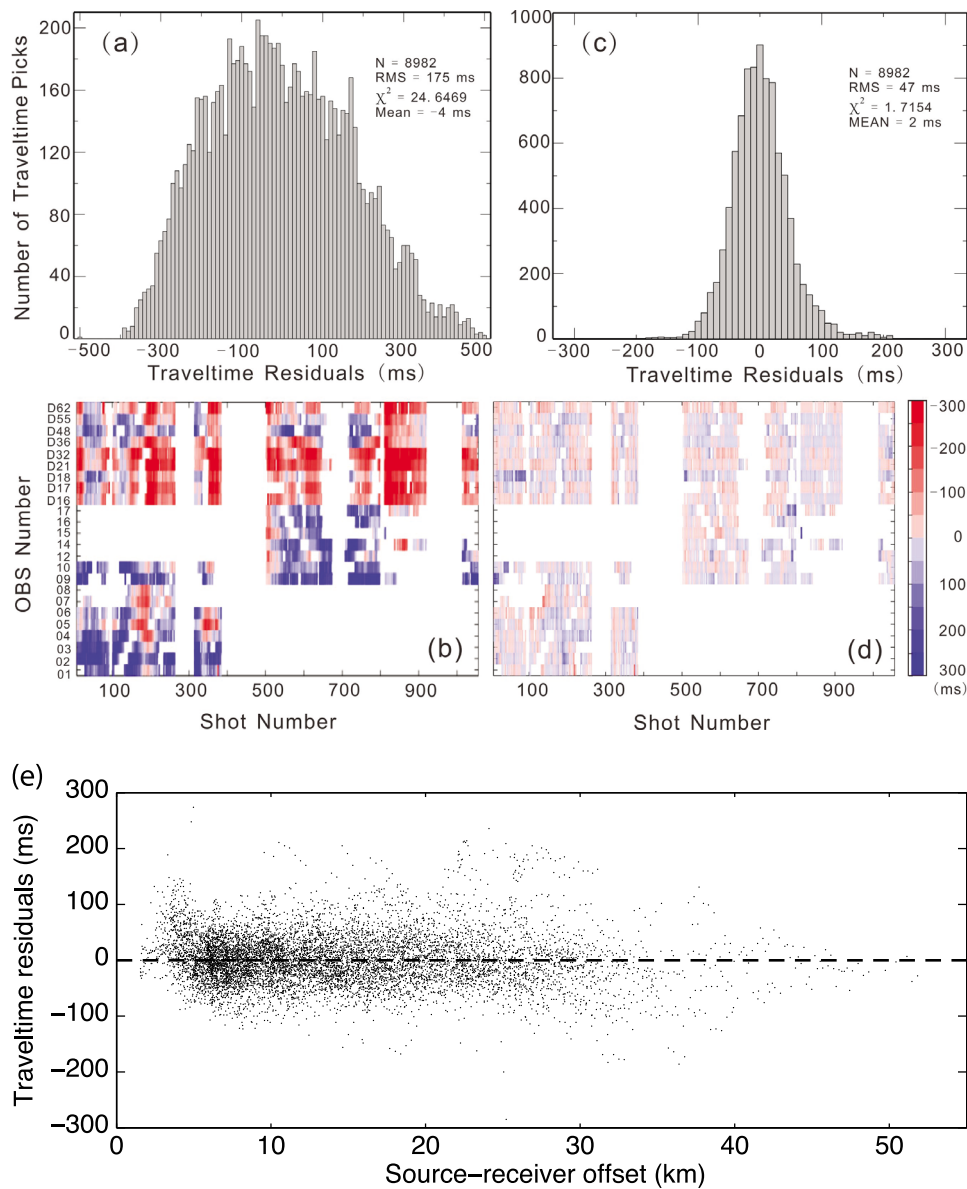 (a)
N = 8982
RMS = 175 ms
χ² = 24.6469
Mean = −4 ms
Number of Traveltime Picks
200
160
120
80
40
0
−500
−300
−100
100
300
500
Traveltime Residuals (ms)
(c)
N = 8982
RMS = 47 ms
χ² = 1.7154
MEAN = 2 ms
1000
800
600
400
200
0
−300
−200
−100
0
100
200
300
Traveltime Residuals (ms)
OBS Number
D62
D55
D48
D36
D32
D21
D18
D17
D16
17
16
15
14
12
10
09
08
07
06
05
04
03
02
01
(b)
100
300
500
700
900
Shot Number
(d)
100
300
500
700
900
Shot Number
−300
−200
−100
0
100
200
300
(ms)
(e)
Traveltime residuals (ms)
300
200
100
0
−100
−200
−300
0
10
20
30
40
50
Source−receiver offset (km)